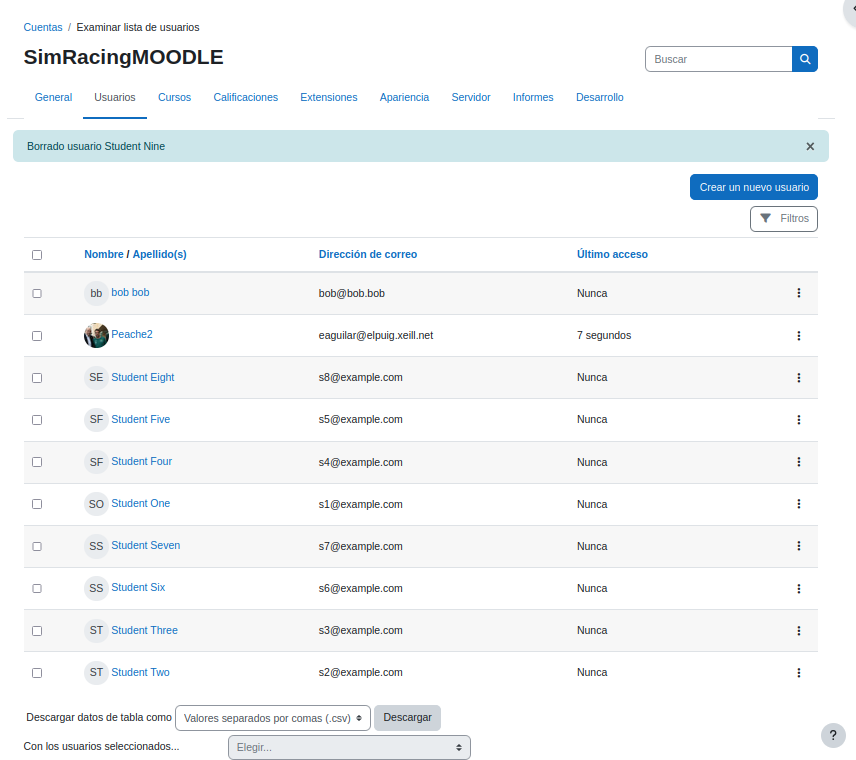 Cuentas / Examinar lista de usuarios
SimRacingMOODLE
Buscar
General Usuarios Cursos Calificaciones Extensiones Apariencia Servidor Informes Desarrollo
Borrado usuario Student Nine ×
Crear un nuevo usuario
Filtros
Nombre / Apellido(s) Dirección de correo Último acceso
bb bob bob bob@bob.bob Nunca
Peache2 eaguilar@elpuig.xeill.net 7 segundos
SE Student Eight s8@example.com Nunca
SF Student Five s5@example.com Nunca
SF Student Four s4@example.com Nunca
SO Student One s1@example.com Nunca
SS Student Seven s7@example.com Nunca
SS Student Six s6@example.com Nunca
ST Student Three s3@example.com Nunca
ST Student Two s2@example.com Nunca
Descargar datos de tabla como Valores separados por comas (.csv) Descargar
?
Con los usuarios seleccionados... Elegir...